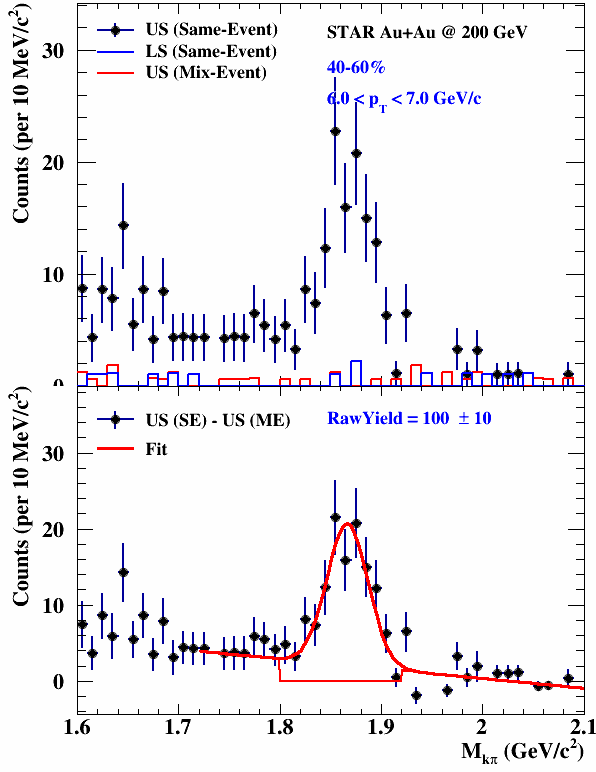 US (Same-Event)
LS (Same-Event)
US (Mix-Event)
STAR Au+Au @ 200 GeV
40-60%
6.0 < p_T < 7.0 GeV/c
Counts (per 10 MeV/c²)
30
20
10
0
US (SE) - US (ME)
Fit
RawYield = 100 ± 10
Counts (per 10 MeV/c²)
30
20
10
0
1.6 1.7 1.8 1.9 2 2.1
M_kπ (GeV/c²)